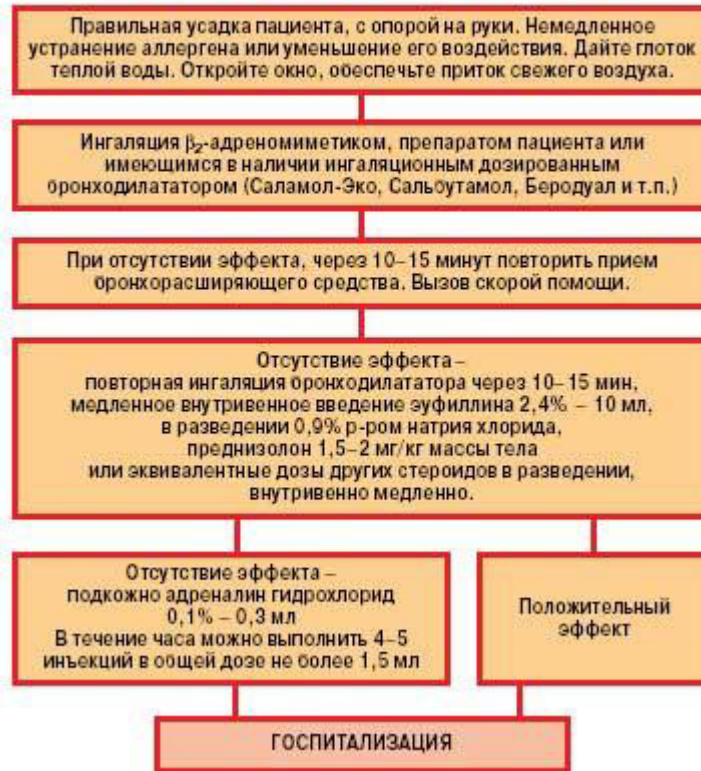 Правильная усадка пациента, с опорой на руки. Немедленное
устранение аллергена или уменьшение его воздействия. Дайте глоток
теплой воды. Откройте окно, обеспечьте приток свежего воздуха.
Ингаляция β₂-адреномиметиком, препаратом пациента или
имеющимся в наличии ингаляционным дозированным
бронходилататором (Саламол-Эко, Сальбутамол, Беродуал и т.п.)
При отсутствии эффекта, через 10–15 минут повторить прием
бронхорасширяющего средства. Вызов скорой помощи.
Отсутствие эффекта –
повторная ингаляция бронходилататора через 10–15 мин,
медленное внутривенное введение эуфиллина 2,4% – 10 мл,
в разведении 0,9% р-ром натрия хлорида,
преднизолон 1,5–2 мг/кг массы тела
или эквивалентные дозы других стероидов в разведении,
внутривенно медленно.
Отсутствие эффекта –
подкожно адреналин гидрохлорид
0,1% – 0,3 мл
В течение часа можно выполнить 4–5
инъекций в общей дозе не более 1,5 мл
Положительный
эффект
ГОСПИТАЛИЗАЦИЯ